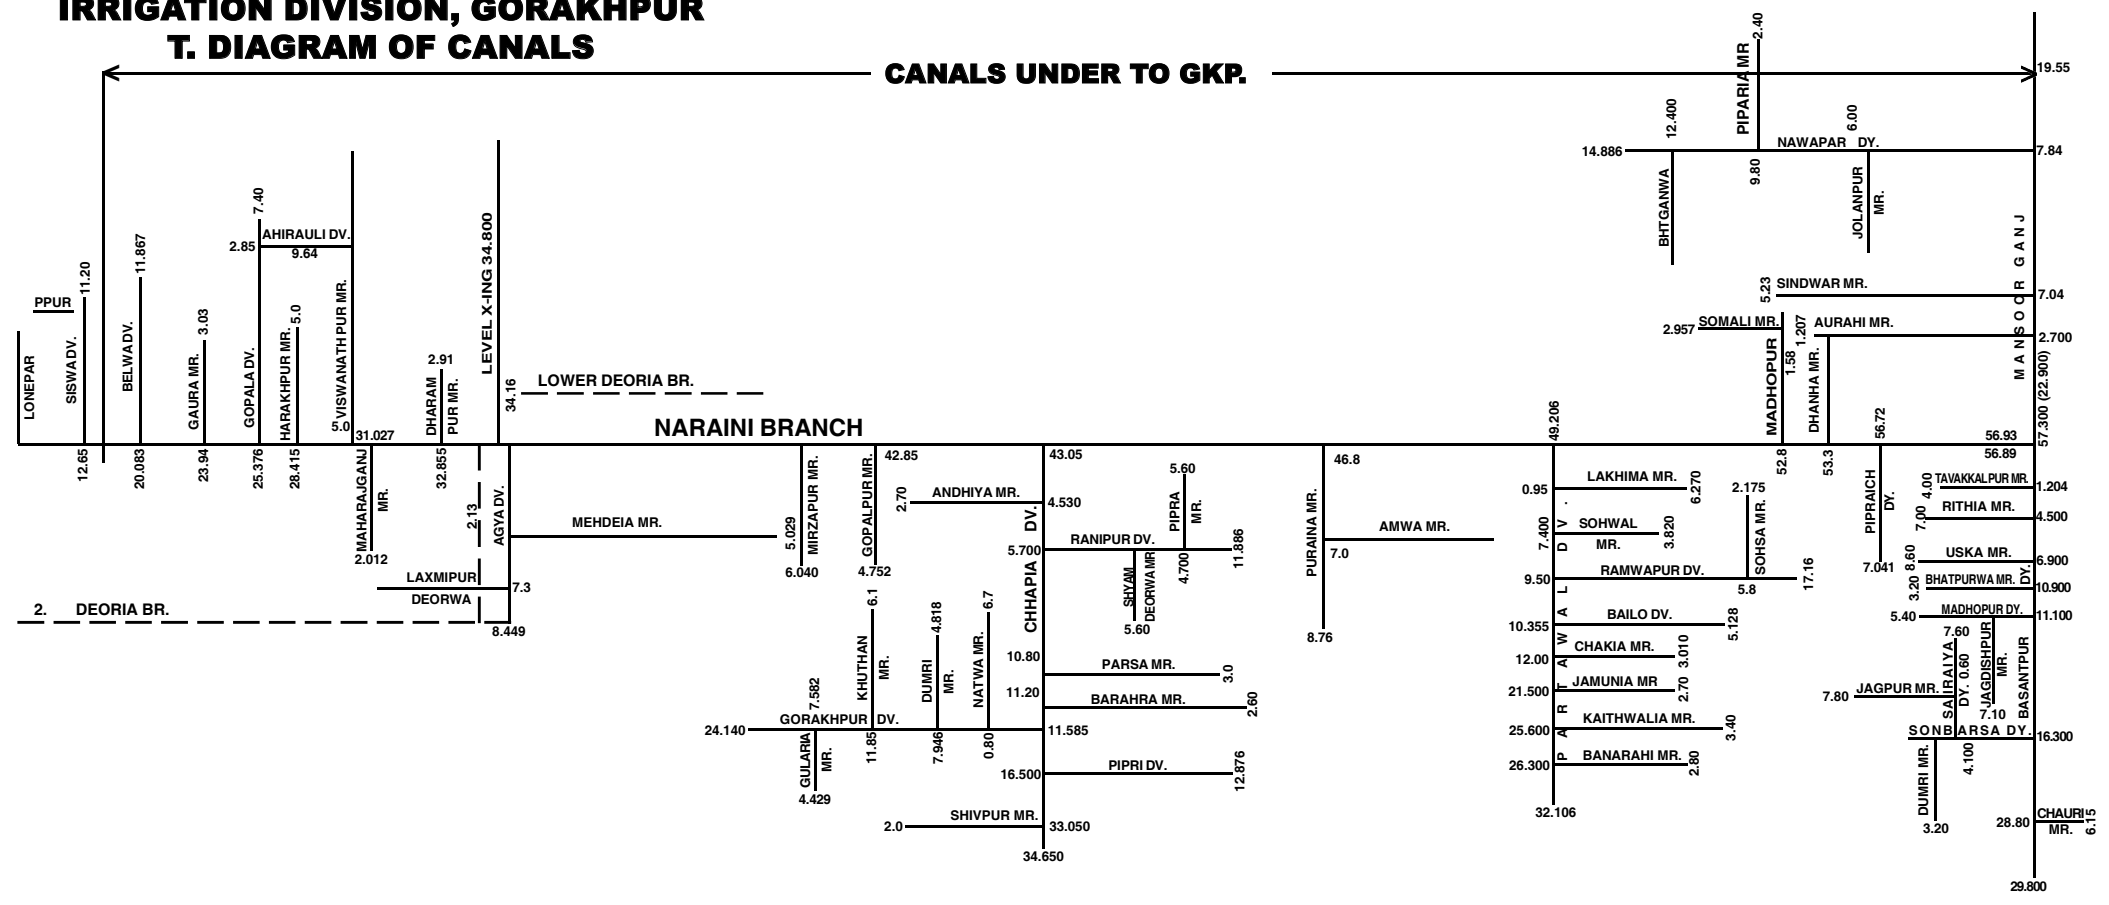 IRRIGATION DIVISION, GORAKHPUR
T. DIAGRAM OF CANALS
CANALS UNDER TO GKP.
19.55
PIPARIA MR
2.40
12.400
6.00
14.886
NAWAPAR DY.
7.84
BHTGANWA
9.80
JOLANPUR
MR.
MANSOOR GANJ
5.23
SINDWAR MR.
7.04
2.957
SOMALI MR.
1.207
AURAHI MR.
2.700
MADHOPUR
1.58
DHANHA MR.
57.300 (22.900)
PPUR
LONEPAR
SISWA DV.
11.20
12.65
BELWA DV.
11.867
20.083
GAURA MR.
3.03
23.94
GOPALA DV.
7.40
25.376
2.85
AHIRAULI DV.
9.64
HARAKHPUR MR.
5.0
28.415
VISWANATH PUR MR.
5.0
31.027
MAHARAJGANJ
MR.
2.012
2.91
DHARAM
PUR MR.
32.855
LEVEL X-ING 34.800
34.16
LOWER DEORIA BR.
NARAINI BRANCH
2.13
AGYA DV.
MEHDEIA MR.
5.029
LAXMIPUR
DEORWA
7.3
2. DEORIA BR.
8.449
MIRZAPUR MR.
6.040
GOPALPUR MR.
42.85
4.752
43.05
2.70
ANDHIYA MR.
4.530
CHHAPIA DV.
5.700
RANIPUR DV.
11.886
5.60
PIPRA
MR.
4.700
SHYAM
DEORWA MR
5.60
6.1
KHUTHAN
MR.
11.85
4.818
DUMRI
MR.
7.946
6.7
NATWA MR.
0.80
10.80
PARSA MR.
3.0
11.20
BARAHRA MR.
2.60
7.582
24.140
GORAKHPUR DV.
11.585
GULARIA
MR.
4.429
16.500
PIPRI DV.
12.876
2.0
SHIVPUR MR.
33.050
34.650
46.8
PURAINA MR.
AMWA MR.
7.0
8.76
49.206
PARTAWAL DV.
0.95
LAKHIMA MR.
6.270
7.400
SOHWAL
MR.
3.820
2.175
SOHSA MR.
9.50
RAMWAPUR DV.
17.16
5.8
10.355
BAILO DV.
5.128
12.00
CHAKIA MR.
3.010
21.500
JAMUNIA MR
2.70
25.600
KAITHWALIA MR.
3.40
26.300
BANARAHI MR.
2.80
32.106
52.8
53.3
56.72
PIPRAICH
DY.
7.041
56.93
56.89
4.00
TAVAKKALPUR MR.
1.204
RITHIA MR.
7.00
4.500
USKA MR.
8.60
6.900
BHATPURWA MR.
3.20
10.900
5.40
MADHOPUR DY.
11.100
BASANTPUR DY.
7.60
SAIRAIYA
DY. 0.60
JAGDISHPUR
MR.
7.10
7.80
JAGPUR MR.
SONBARSA DY.
16.300
4.100
DUMRI MR.
3.20
28.80
CHAURI
MR.
6.15
29.800